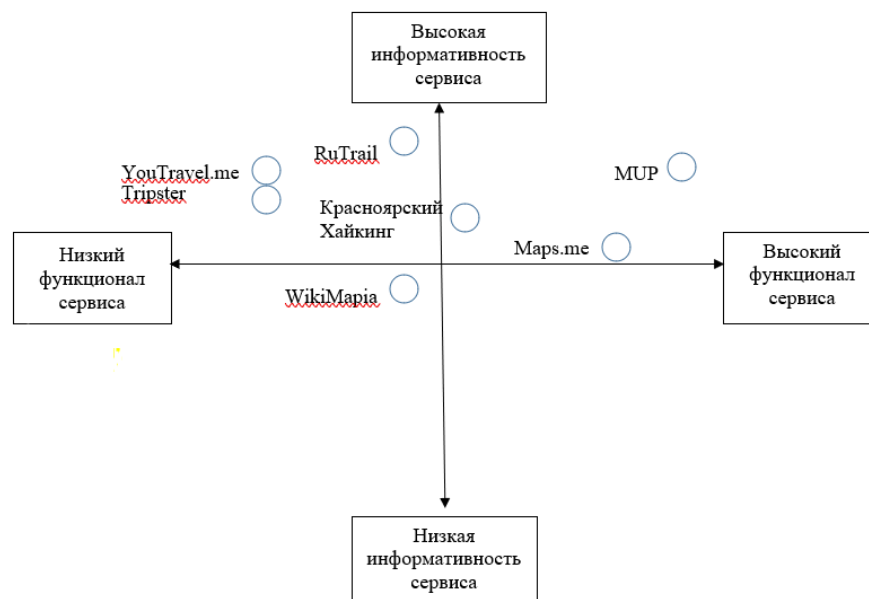 Высокая
информативность
сервиса
RuTrail
YouTravel.me
Tripster
MUP
Красноярский
Хайкинг
Низкий
функционал
сервиса
Maps.me
Высокий
функционал
сервиса
WikiMapia
Низкая
информативность
сервиса